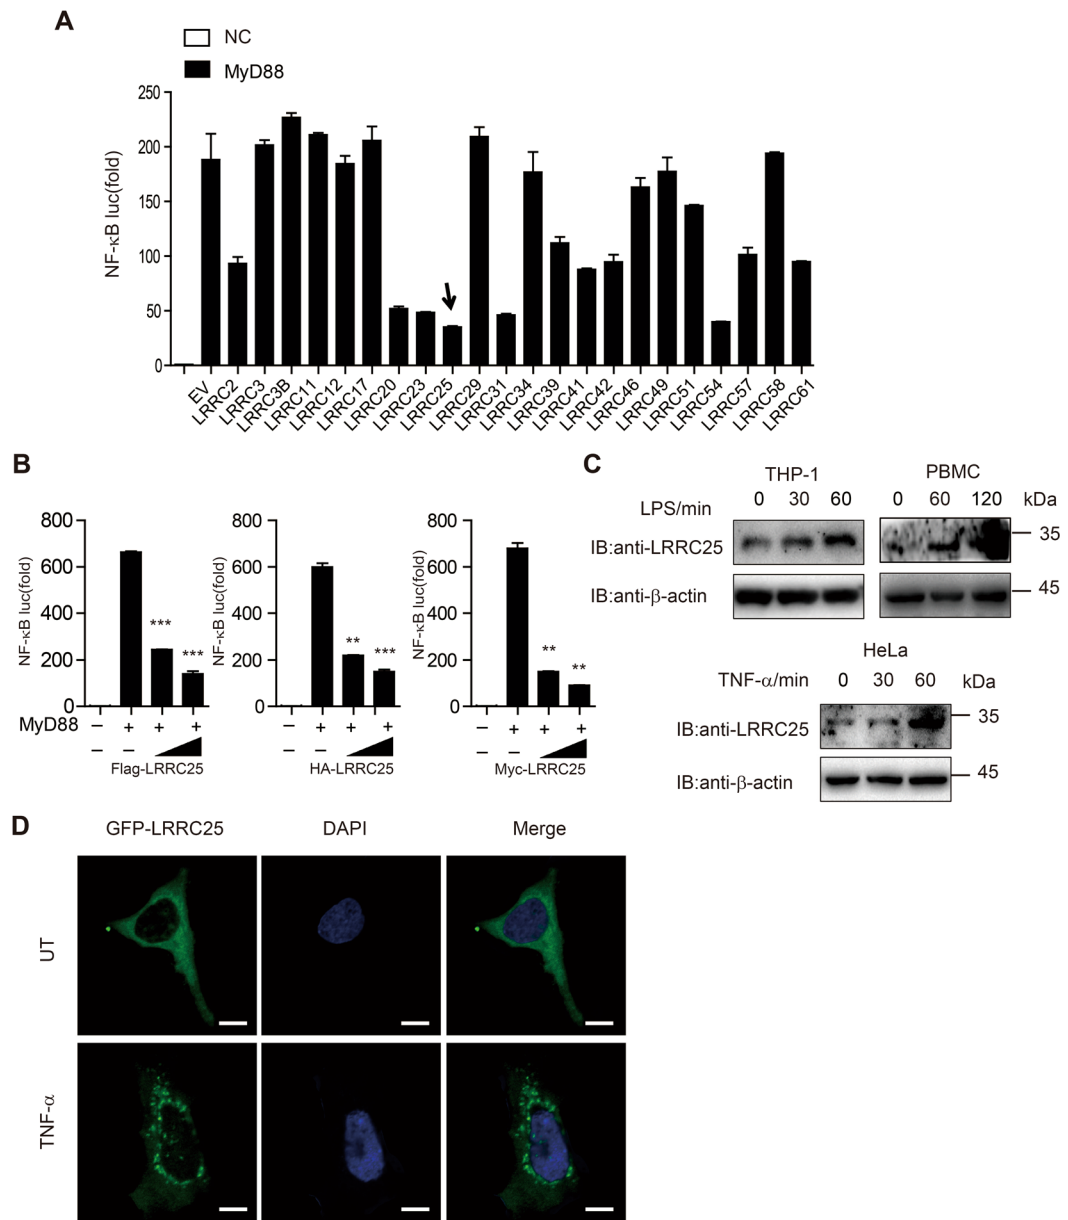 A
NC
MyD88
NF-κB luc(fold)
250
200
150
100
50
0
EV
LRRC2
LRRC3
LRRC3B
LRRC11
LRRC12
LRRC17
LRRC20
LRRC23
LRRC25
LRRC29
LRRC31
LRRC34
LRRC39
LRRC41
LRRC42
LRRC46
LRRC49
LRRC51
LRRC54
LRRC57
LRRC58
LRRC61
B
NF-κB luc(fold)
800
600
400
200
0
*** ***
MyD88 – + + +
– –
Flag-LRRC25
NF-κB luc(fold)
800
600
400
200
0
** ***
– + + +
– –
HA-LRRC25
NF-κB luc(fold)
800
600
400
200
0
** **
– + + +
– –
Myc-LRRC25
C
THP-1 PBMC
LPS/min 0 30 60 0 60 120 kDa
IB:anti-LRRC25 35
IB:anti-β-actin 45
HeLa
TNF-α/min 0 30 60 kDa
IB:anti-LRRC25 35
IB:anti-β-actin 45
D
GFP-LRRC25 DAPI Merge
UT
TNF-α